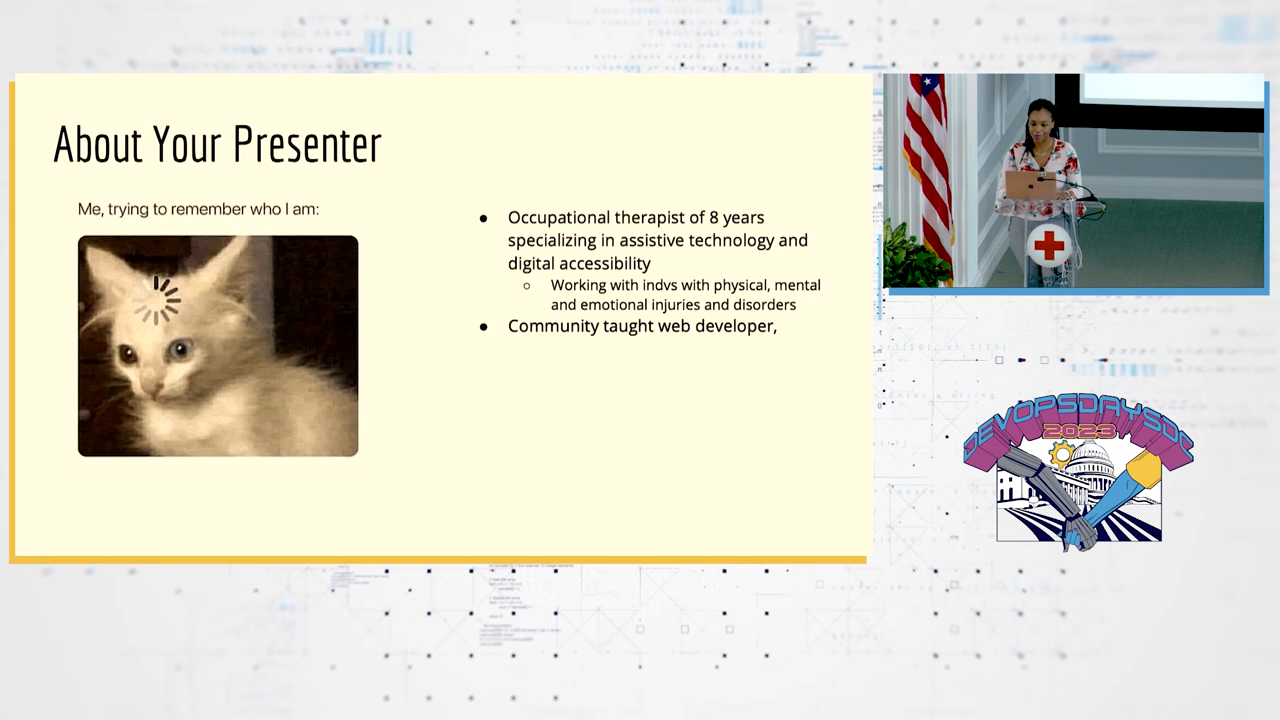 About Your Presenter
Me, trying to remember who I am:
● Occupational therapist of 8 years
specializing in assistive technology and
digital accessibility
○ Working with indvs with physical, mental
and emotional injuries and disorders
● Community taught web developer,
DEVOPSDAYSDC
2023